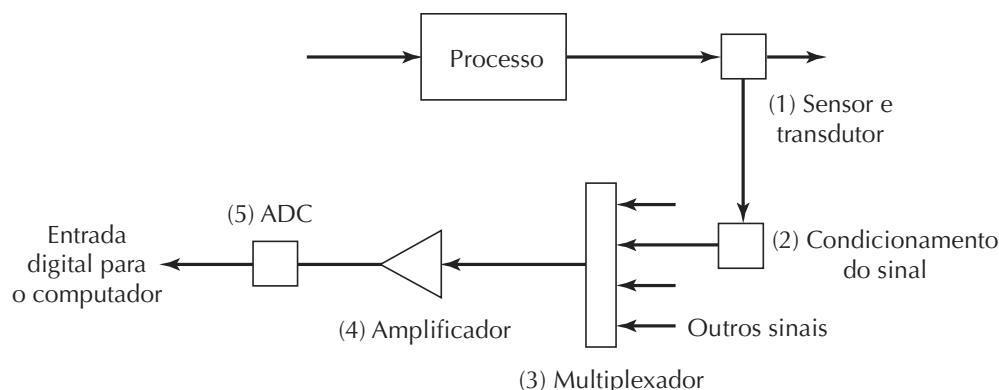 Processo
(1) Sensor e
transdutor
(5) ADC
Entrada
digital para
o computador
(2) Condicionamento
do sinal
(4) Amplificador
Outros sinais
(3) Multiplexador